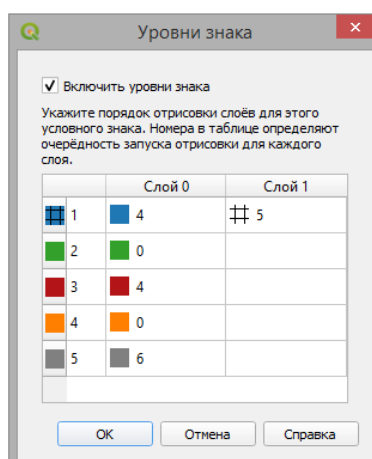 Уровни знака
Включить уровни знака
Укажите порядок отрисовки слоёв для этого
условного знака. Номера в таблице определяют
очерёдность запуска отрисовки для каждого
слоя.
Слой 0 Слой 1
1 4 5
2 0
3 4
4 0
5 6
OK Отмена Справка